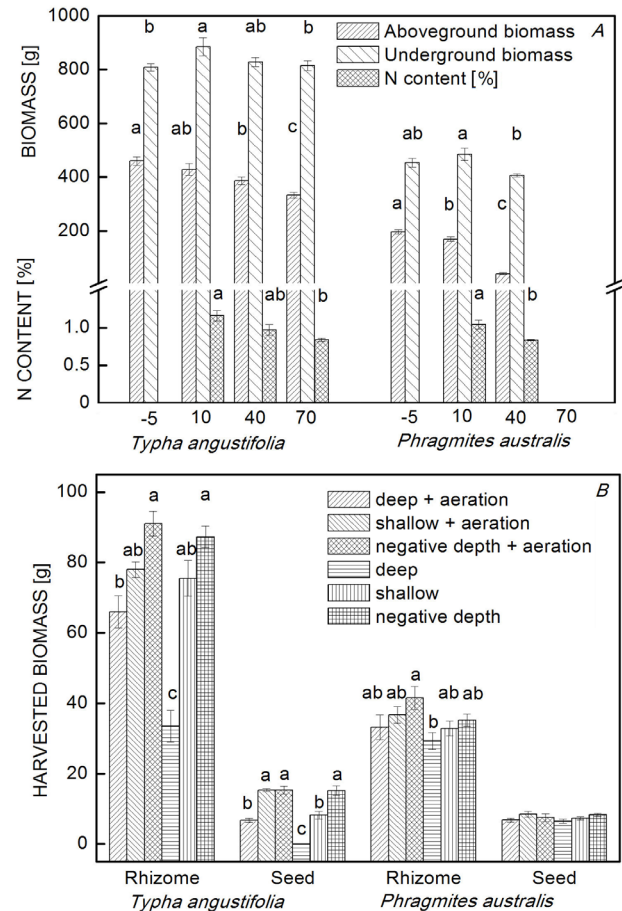 A
Aboveground biomass
Underground biomass
N content [%]
BIOMASS [g]
N CONTENT [%]
1000
800
600
400
200
1.0
0.5
0
b a ab b
a ab b c
a ab b
ab a b
a b c
a b
-5 10 40 70 -5 10 40 70
Typha angustifolia Phragmites australis
B
deep + aeration
shallow + aeration
negative depth + aeration
deep
shallow
negative depth
HARVESTED BIOMASS [g]
100
80
60
40
20
0
b ab a c ab a
b a a c b a
ab ab a b ab ab
Rhizome Seed Rhizome Seed
Typha angustifolia Phragmites australis